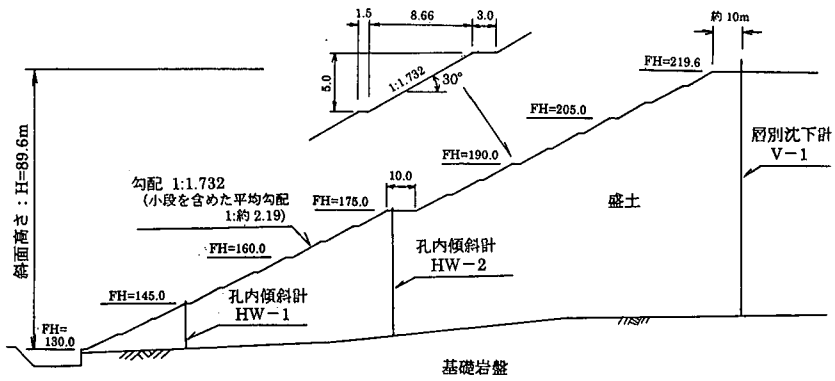 1.5
8.66
3.0
約 10m
5.0
1:1.732
30°
FH=219.6
FH=205.0
FH=190.0
層別沈下計
V-1
斜面高さ:H=89.6m
勾配 1:1.732
(小段を含めた平均勾配
1:約 2.19)
FH=175.0
10.0
盛土
FH=160.0
孔内傾斜計
HW-2
FH=145.0
孔内傾斜計
HW-1
FH=
130.0
基礎岩盤